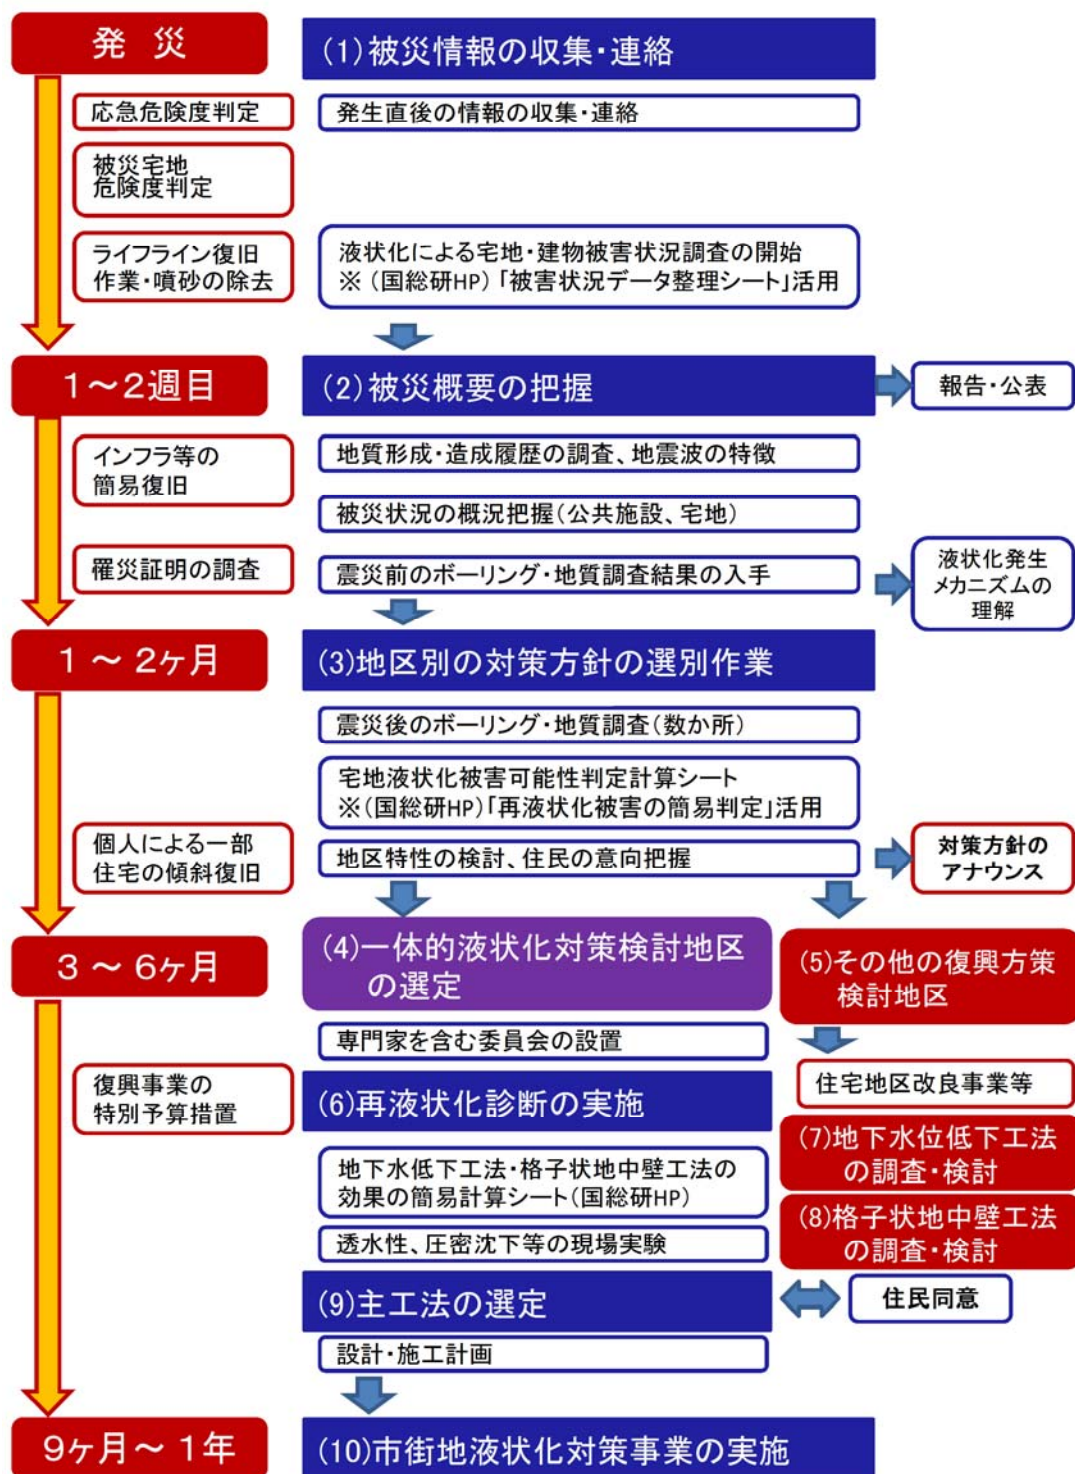 発 災
(1)被災情報の収集・連絡
応急危険度判定
発生直後の情報の収集・連絡
被災宅地
危険度判定
ライフライン復旧
作業・噴砂の除去
液状化による宅地・建物被害状況調査の開始
※（国総研HP）「被害状況データ整理シート」活用
１～２週目
(2)被災概要の把握
報告・公表
インフラ等の
簡易復旧
地質形成・造成履歴の調査、地震波の特徴
被災状況の概況把握（公共施設、宅地）
罹災証明の調査
震災前のボーリング・地質調査結果の入手
液状化発生
メカニズムの
理解
１ ～ ２ヶ月
(3)地区別の対策方針の選別作業
震災後のボーリング・地質調査（数か所）
宅地液状化被害可能性判定計算シート
※（国総研HP）「再液状化被害の簡易判定」活用
個人による一部
住宅の傾斜復旧
地区特性の検討、住民の意向把握
対策方針の
アナウンス
３ ～ ６ヶ月
(4)一体的液状化対策検討地区
の選定
(5)その他の復興方策
検討地区
専門家を含む委員会の設置
住宅地区改良事業等
復興事業の
特別予算措置
(6)再液状化診断の実施
(7)地下水位低下工法
の調査・検討
地下水低下工法・格子状地中壁工法の
効果の簡易計算シート（国総研HP）
(8)格子状地中壁工法
の調査・検討
透水性、圧密沈下等の現場実験
(9)主工法の選定
住民同意
設計・施工計画
９ヶ月～１年
(10)市街地液状化対策事業の実施